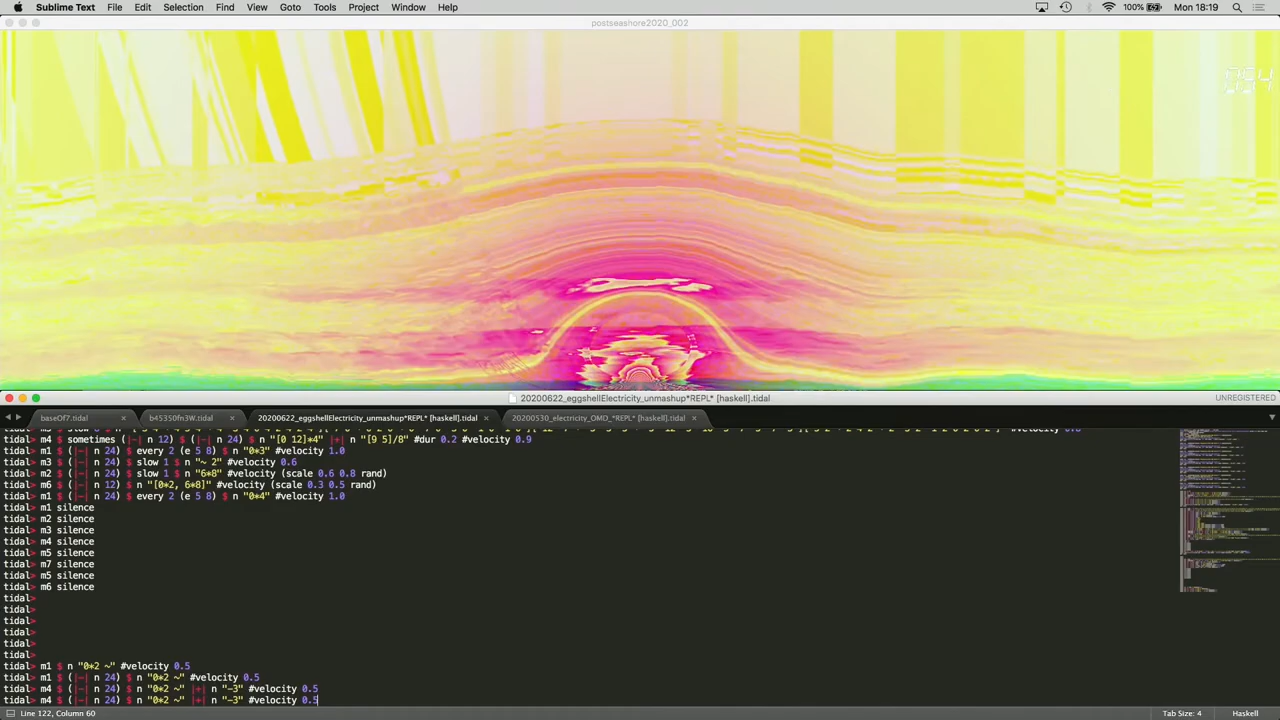 Sublime Text File Edit Selection Find View Goto Tools Project Window Help 100% Mon 18:19
postseashore2020_002
20200622_eggshellElectricity_unmashup*REPL* [haskell].tidal UNREGISTERED
baseOf7.tidal b45350fn3W.tidal 20200622_eggshellElectricity_unmashup*REPL* [haskell].tidal 20200530_electricity_OMO_*REPL* [haskell].tidal
tidal> m4 $ sometimes (|-| n 12) $ (|-| n 24) $ n "[0 12]*4" |+| n "[9 5]/8" #dur 0.2 #velocity 0.9
tidal> m1 $ (|-| n 24) $ every 2 (e 5 8) $ n "0*3" #velocity 1.0
tidal> m3 $ slow 1 $ n "~ 2" #velocity 0.6
tidal> m2 $ (|-| n 24) $ slow 1 $ n "6*8" #velocity (scale 0.6 0.8 rand)
tidal> m6 $ (|-| n 12) $ n "[0*2, 6*8]" #velocity (scale 0.3 0.5 rand)
tidal> m1 $ (|-| n 24) $ every 2 (e 5 8) $ n "0*4" #velocity 1.0
tidal> m1 silence
tidal> m2 silence
tidal> m3 silence
tidal> m4 silence
tidal> m5 silence
tidal> m7 silence
tidal> m5 silence
tidal> m6 silence
tidal>
tidal>
tidal>
tidal>
tidal>
tidal>
tidal> m1 $ n "0*2 ~" #velocity 0.5
tidal> m1 $ (|-| n 24) $ n "0*2 ~" #velocity 0.5
tidal> m4 $ (|-| n 24) $ n "0*2 ~" |+| n "-3" #velocity 0.5
tidal> m4 $ (|-| n 24) $ n "0*2 ~" |+| n "-3" #velocity 0.5
Line 122, Column 60 Tab Size: 4 Haskell